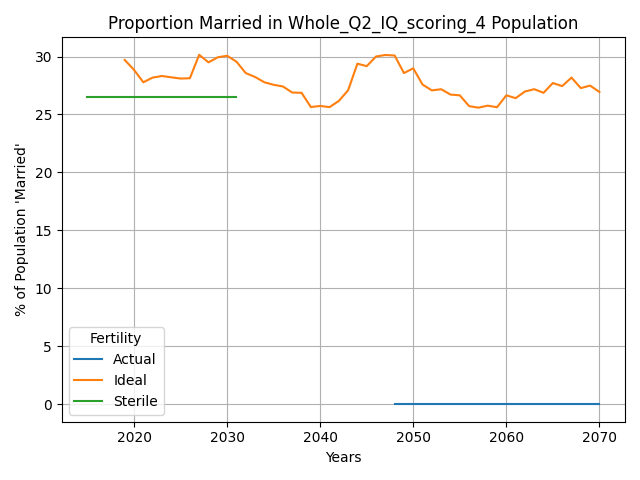 Proportion Married in Whole_Q2_IQ_scoring_4 Population
% of Population 'Married'
30
25
20
15
10
5
0
Fertility
Actual
Ideal
Sterile
2020 2030 2040 2050 2060 2070
Years